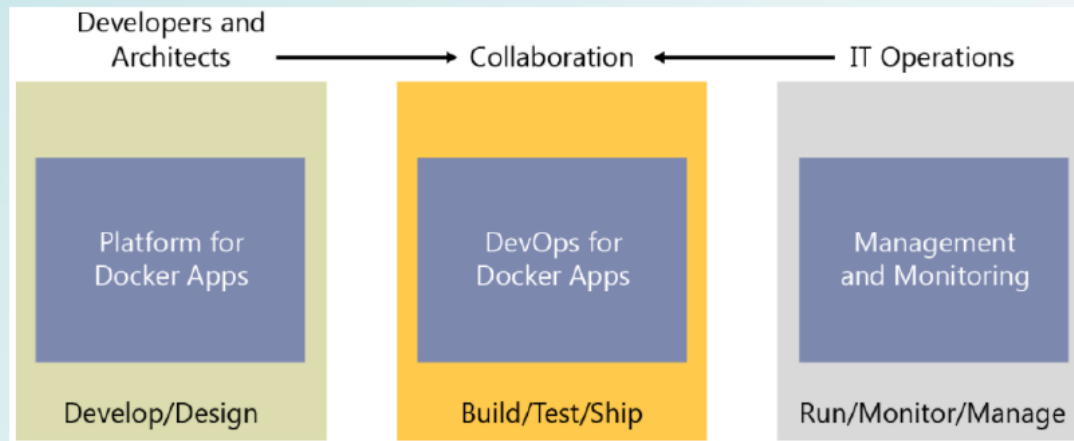 Developers and
Architects
Collaboration
IT Operations
Platform for
Docker Apps
DevOps for
Docker Apps
Management
and Monitoring
Develop/Design
Build/Test/Ship
Run/Monitor/Manage